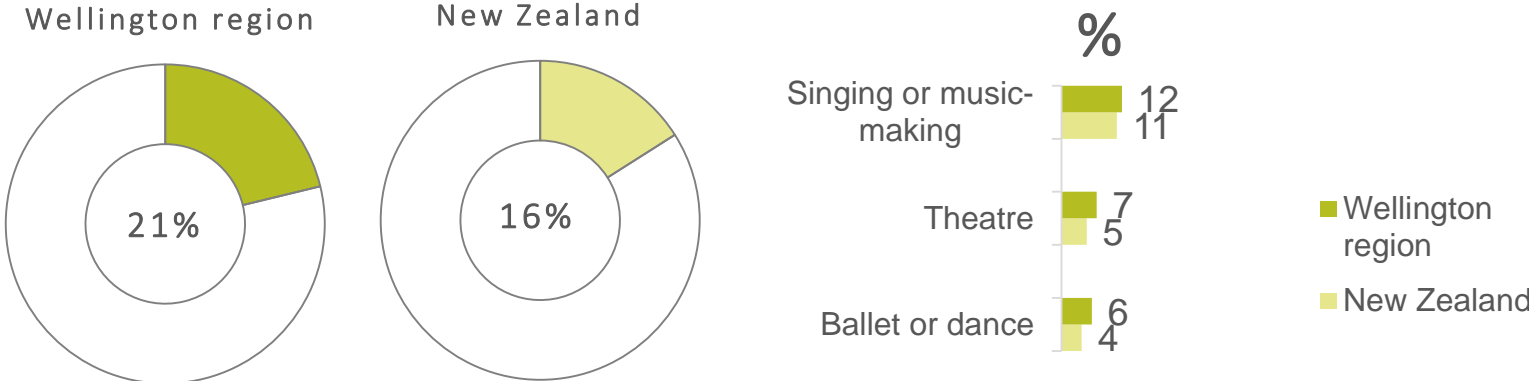 Wellington region
21%
New Zealand
16%
%
Singing or music-
making
12
11
Theatre
7
5
Ballet or dance
6
4
Wellington
region
New Zealand